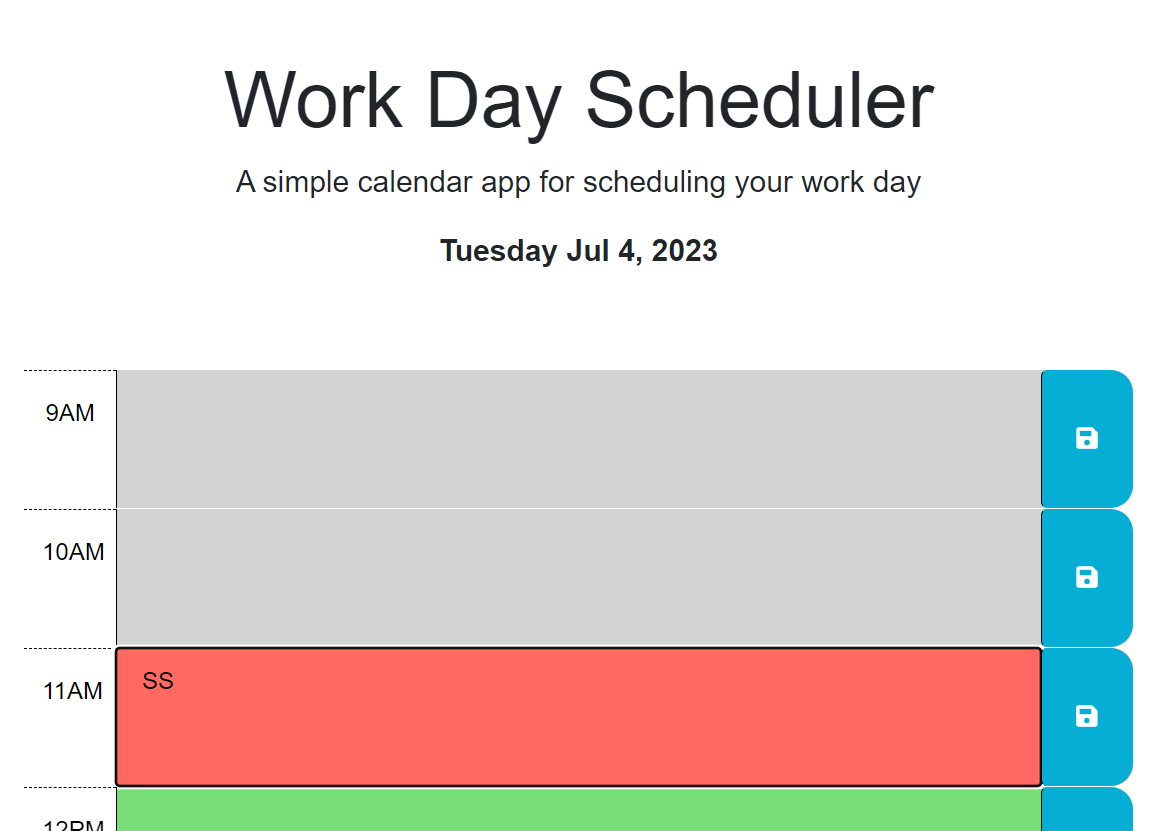 Work Day Scheduler
A simple calendar app for scheduling your work day
Tuesday Jul 4, 2023
9AM
10AM
11AM
SS
12PM